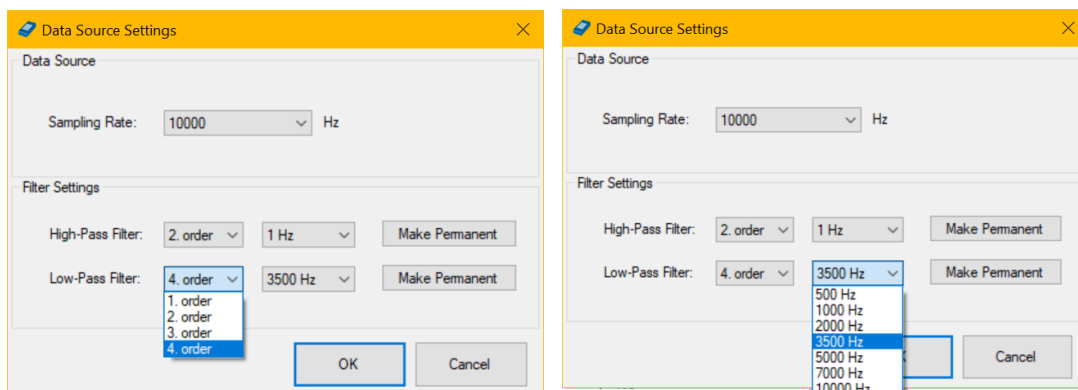 Data Source Settings
Data Source
Sampling Rate: 10000 Hz
Filter Settings
High-Pass Filter: 2. order 1 Hz Make Permanent
Low-Pass Filter: 4. order 3500 Hz Make Permanent
1. order
2. order
3. order
4. order
OK Cancel
Data Source Settings
Data Source
Sampling Rate: 10000 Hz
Filter Settings
High-Pass Filter: 2. order 1 Hz Make Permanent
Low-Pass Filter: 4. order 3500 Hz Make Permanent
500 Hz
1000 Hz
2000 Hz
3500 Hz
5000 Hz
7000 Hz
10000 Hz
Cancel